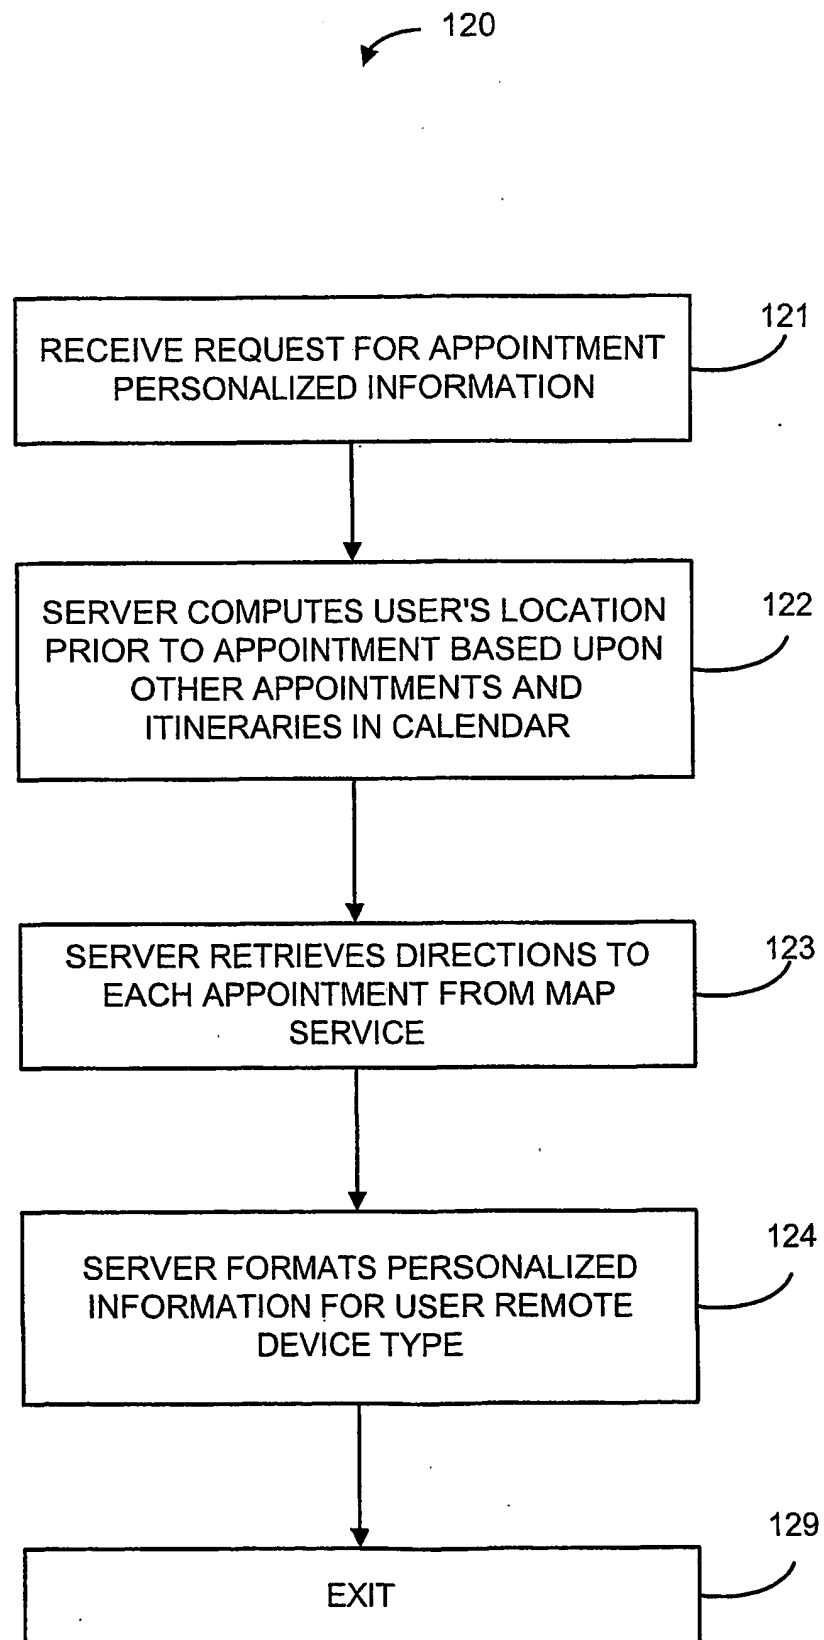 120
RECEIVE REQUEST FOR APPOINTMENT
PERSONALIZED INFORMATION
121
SERVER COMPUTES USER'S LOCATION
PRIOR TO APPOINTMENT BASED UPON
OTHER APPOINTMENTS AND
ITINERARIES IN CALENDAR
122
SERVER RETRIEVES DIRECTIONS TO
EACH APPOINTMENT FROM MAP
SERVICE
123
SERVER FORMATS PERSONALIZED
INFORMATION FOR USER REMOTE
DEVICE TYPE
124
EXIT
129